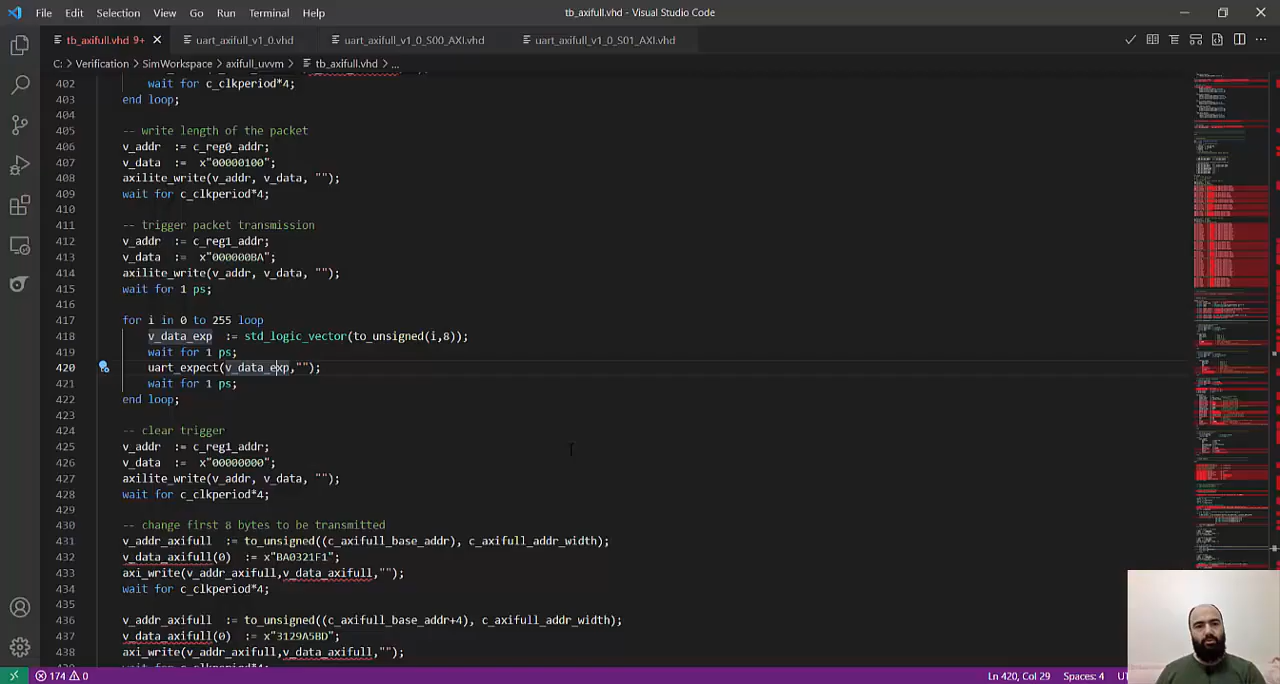 File Edit Selection View Go Run Terminal Help tb_axifull.vhd - Visual Studio Code
tb_axifull.vhd 9+ uart_axifull_v1_0.vhd uart_axifull_v1_0_S00_AXI.vhd uart_axifull_v1_0_S01_AXI.vhd
C: > Verification > SimWorkspace > axifull_uvvm > tb_axifull.vhd > ...
402 wait for c_clkperiod*4;
403 end loop;
404
405 -- write length of the packet
406 v_addr := c_reg0_addr;
407 v_data := x"00000100";
408 axilite_write(v_addr, v_data, "");
409 wait for c_clkperiod*4;
410
411 -- trigger packet transmission
412 v_addr := c_reg1_addr;
413 v_data := x"000000BA";
414 axilite_write(v_addr, v_data, "");
415 wait for 1 ps;
416
417 for i in 0 to 255 loop
418 v_data_exp := std_logic_vector(to_unsigned(i,8));
419 wait for 1 ps;
420 uart_expect(v_data_exp,"");
421 wait for 1 ps;
422 end loop;
423
424 -- clear trigger
425 v_addr := c_reg1_addr;
426 v_data := x"00000000";
427 axilite_write(v_addr, v_data, "");
428 wait for c_clkperiod*4;
429
430 -- change first 8 bytes to be transmitted
431 v_addr_axifull := to_unsigned((c_axifull_base_addr), c_axifull_addr_width);
432 v_data_axifull(0) := x"BA0321F1";
433 axi_write(v_addr_axifull,v_data_axifull,"");
434 wait for c_clkperiod*4;
435
436 v_addr_axifull := to_unsigned((c_axifull_base_addr+4), c_axifull_addr_width);
437 v_data_axifull(0) := x"3129A5BD";
438 axi_write(v_addr_axifull,v_data_axifull,"");
174 0 Ln 420, Col 29 Spaces: 4